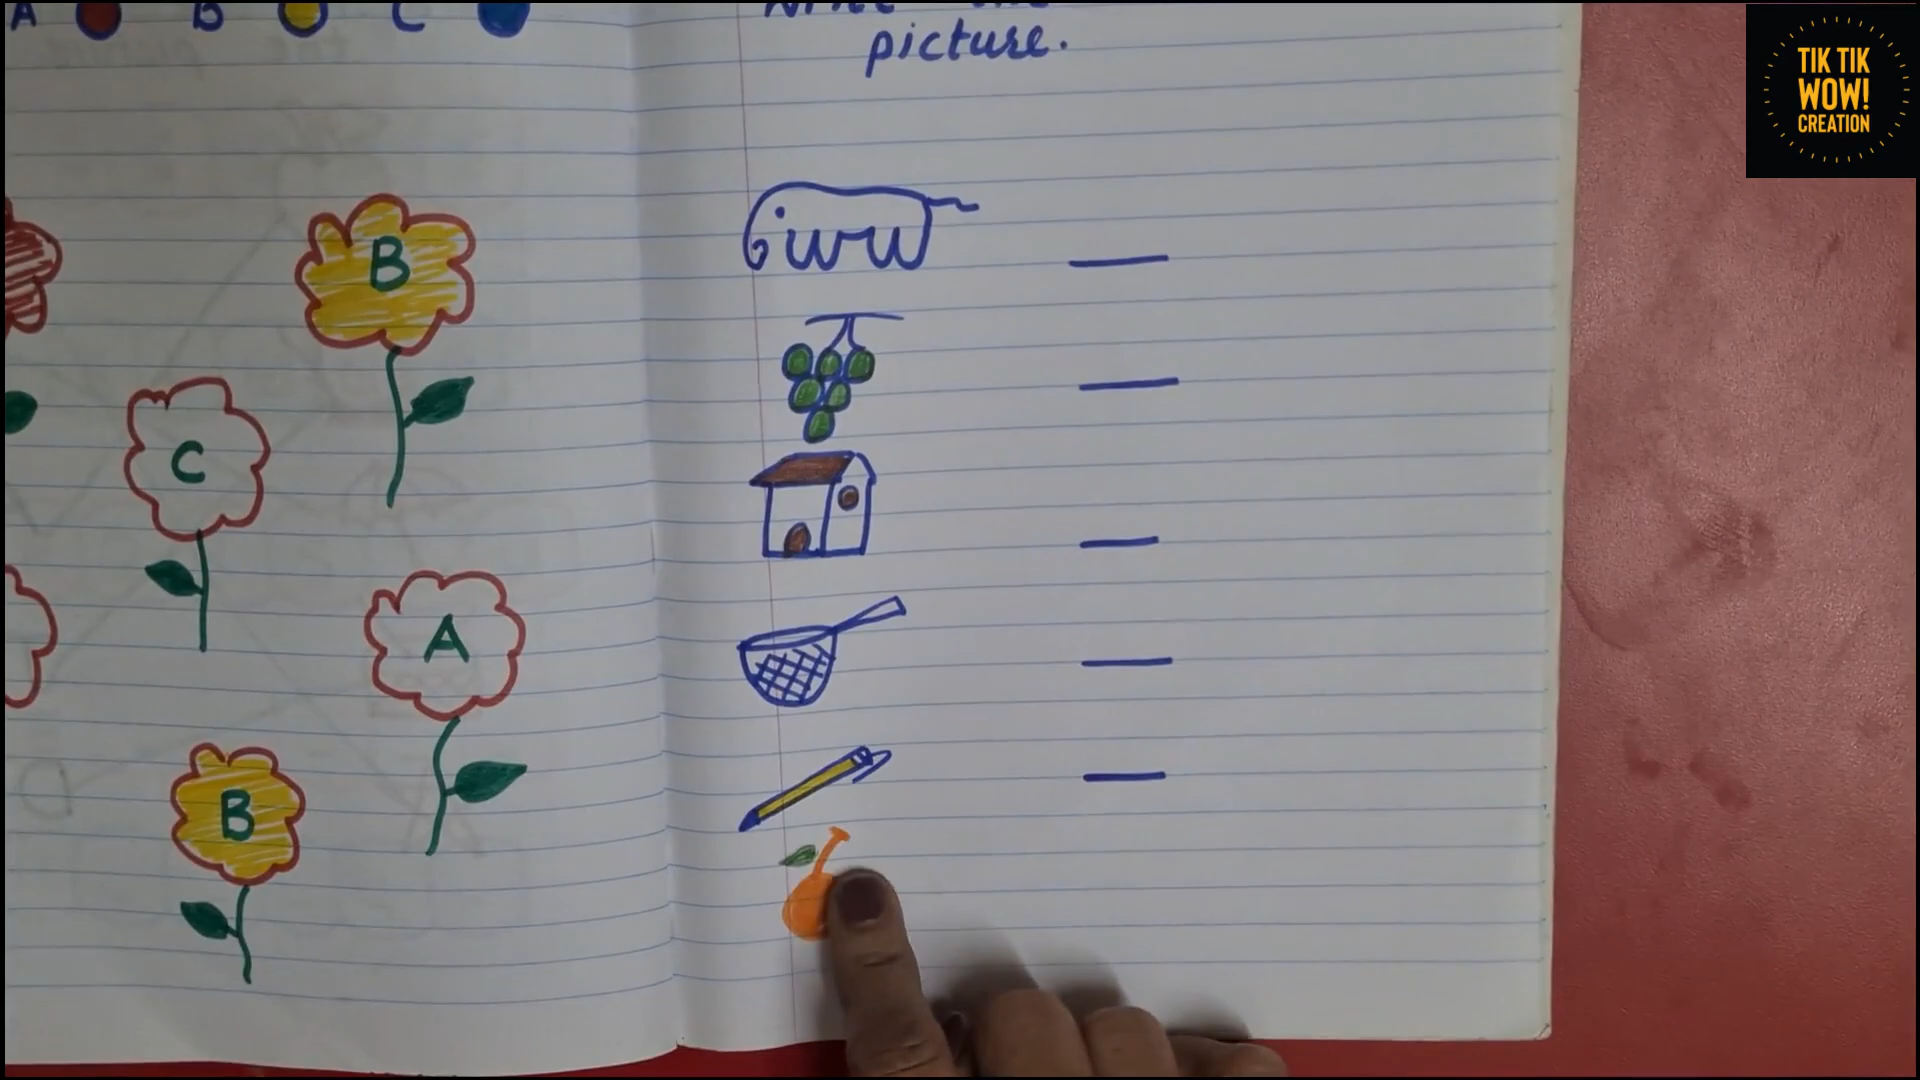 A B C
B
C
A
B
picture.
TIK TIK
WOW!
CREATION